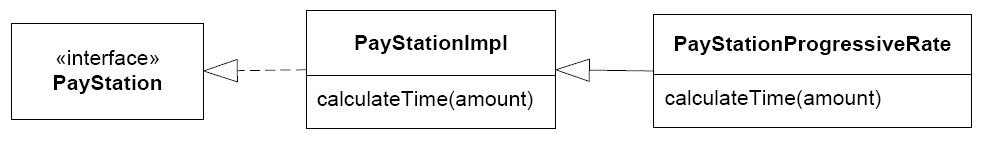 «interface»
PayStation
PayStationImpl
calculateTime(amount)
PayStationProgressiveRate
calculateTime(amount)